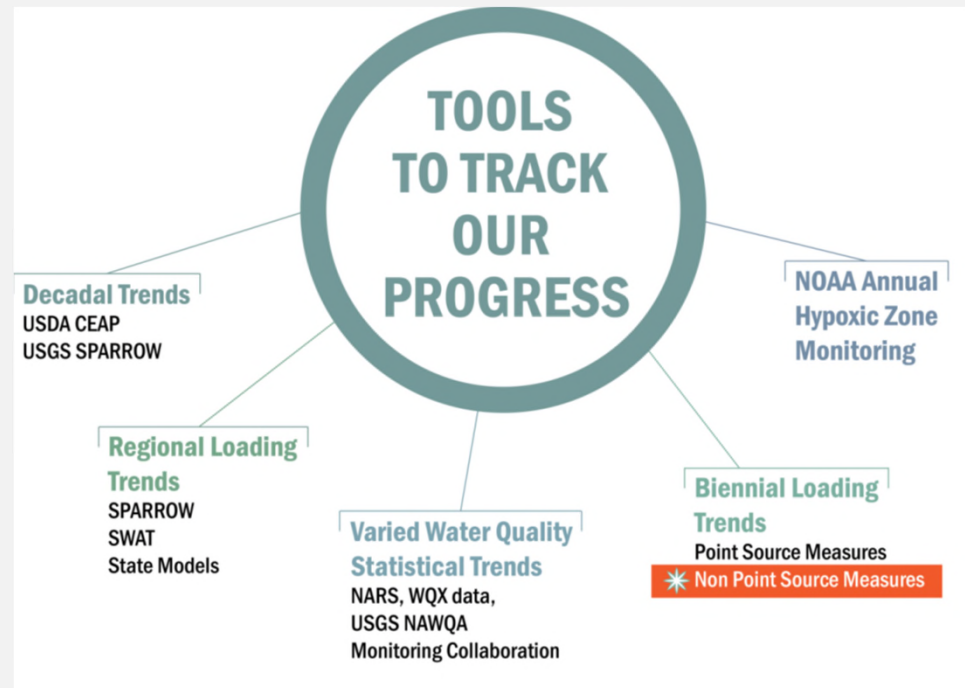 TOOLS
TO TRACK
OUR
PROGRESS
Decadal Trends
USDA CEAP
USGS SPARROW
Regional Loading
Trends
SPARROW
SWAT
State Models
Varied Water Quality
Statistical Trends
NARS, WQX data,
USGS NAWQA
Monitoring Collaboration
Biennial Loading
Trends
Point Source Measures
Non Point Source Measures
NOAA Annual
Hypoxic Zone
Monitoring